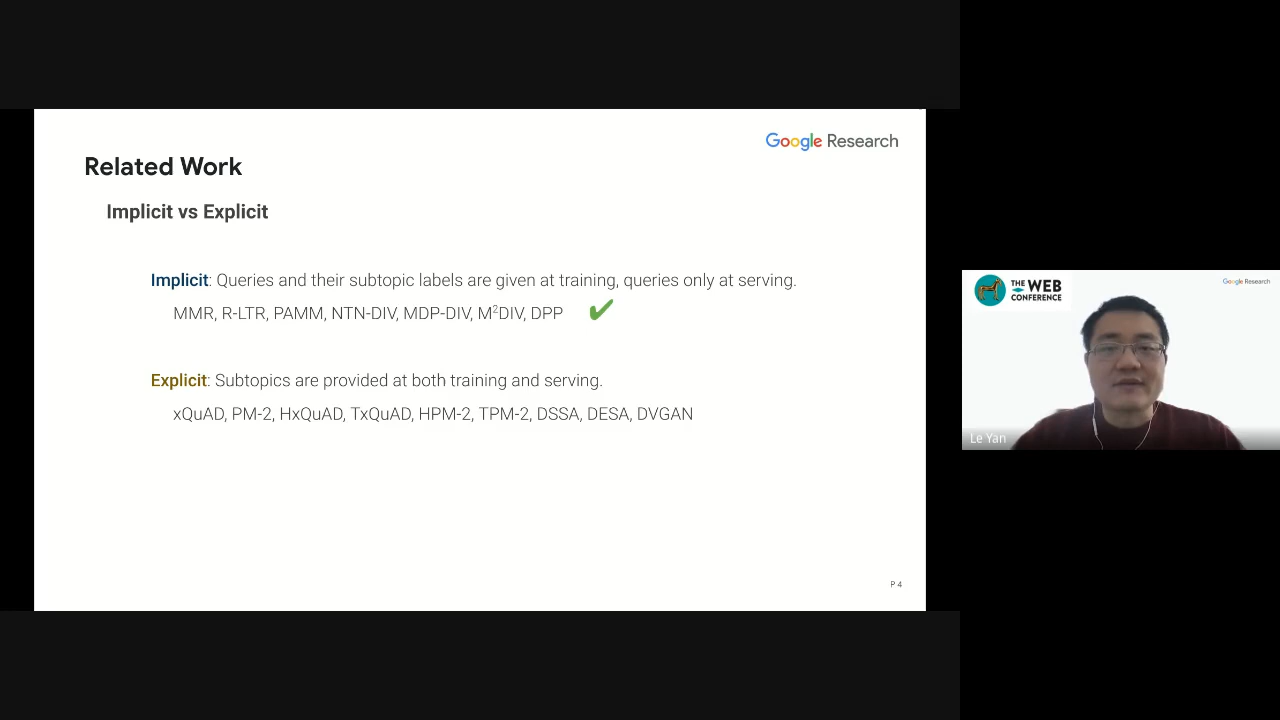 Google Research
Related Work
Implicit vs Explicit
Implicit: Queries and their subtopic labels are given at training, queries only at serving.
MMR, R-LTR, PAMM, NTN-DIV, MDP-DIV, M²DIV, DPP ✔
Explicit: Subtopics are provided at both training and serving.
xQuAD, PM-2, HxQuAD, TxQuAD, HPM-2, TPM-2, DSSA, DESA, DVGAN
P 4
THE WEB
CONFERENCE
Google Research
Le Yan